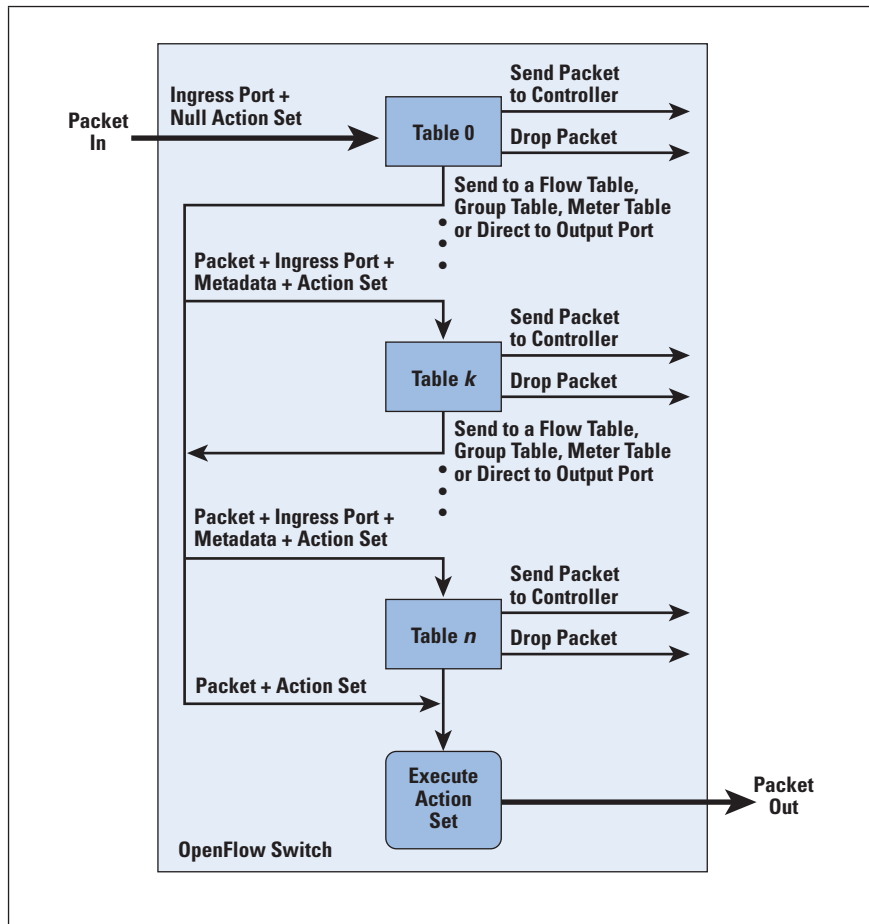 Packet
In
Ingress Port +
Null Action Set
Table 0
Send Packet
to Controller
Drop Packet
Send to a Flow Table,
Group Table, Meter Table
or Direct to Output Port
Packet + Ingress Port +
Metadata + Action Set
Table k
Send Packet
to Controller
Drop Packet
Send to a Flow Table,
Group Table, Meter Table
or Direct to Output Port
Packet + Ingress Port +
Metadata + Action Set
Table n
Send Packet
to Controller
Drop Packet
Packet + Action Set
Execute
Action
Set
Packet
Out
OpenFlow Switch